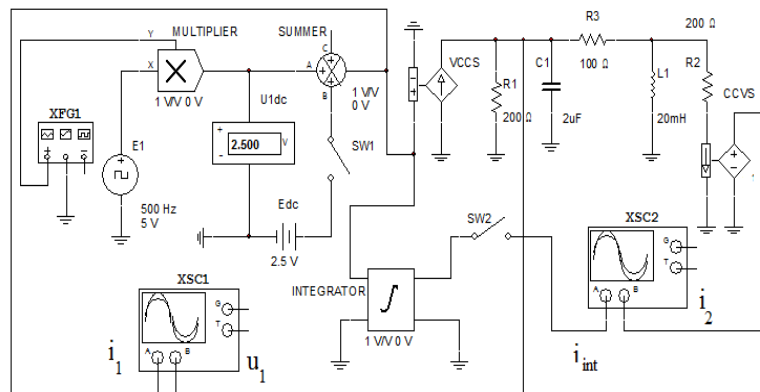 MULTIPLIER
SUMMER
R3
200 Ω
Y
C
VCCS
C1
X
A
R1
100 Ω
L1
R2
B
1 V/V 0 V
U1dc
1 V/V
0 V
CCVS
XFG1
+
-
2.500
V
200 Ω
2uF
20mH
E1
SW1
500 Hz
5 V
Edc
SW2
XSC2
2.5 V
G
T
A
B
XSC1
INTEGRATOR
G
T
A
B
i1
u1
1 V/V 0 V
iint
i2